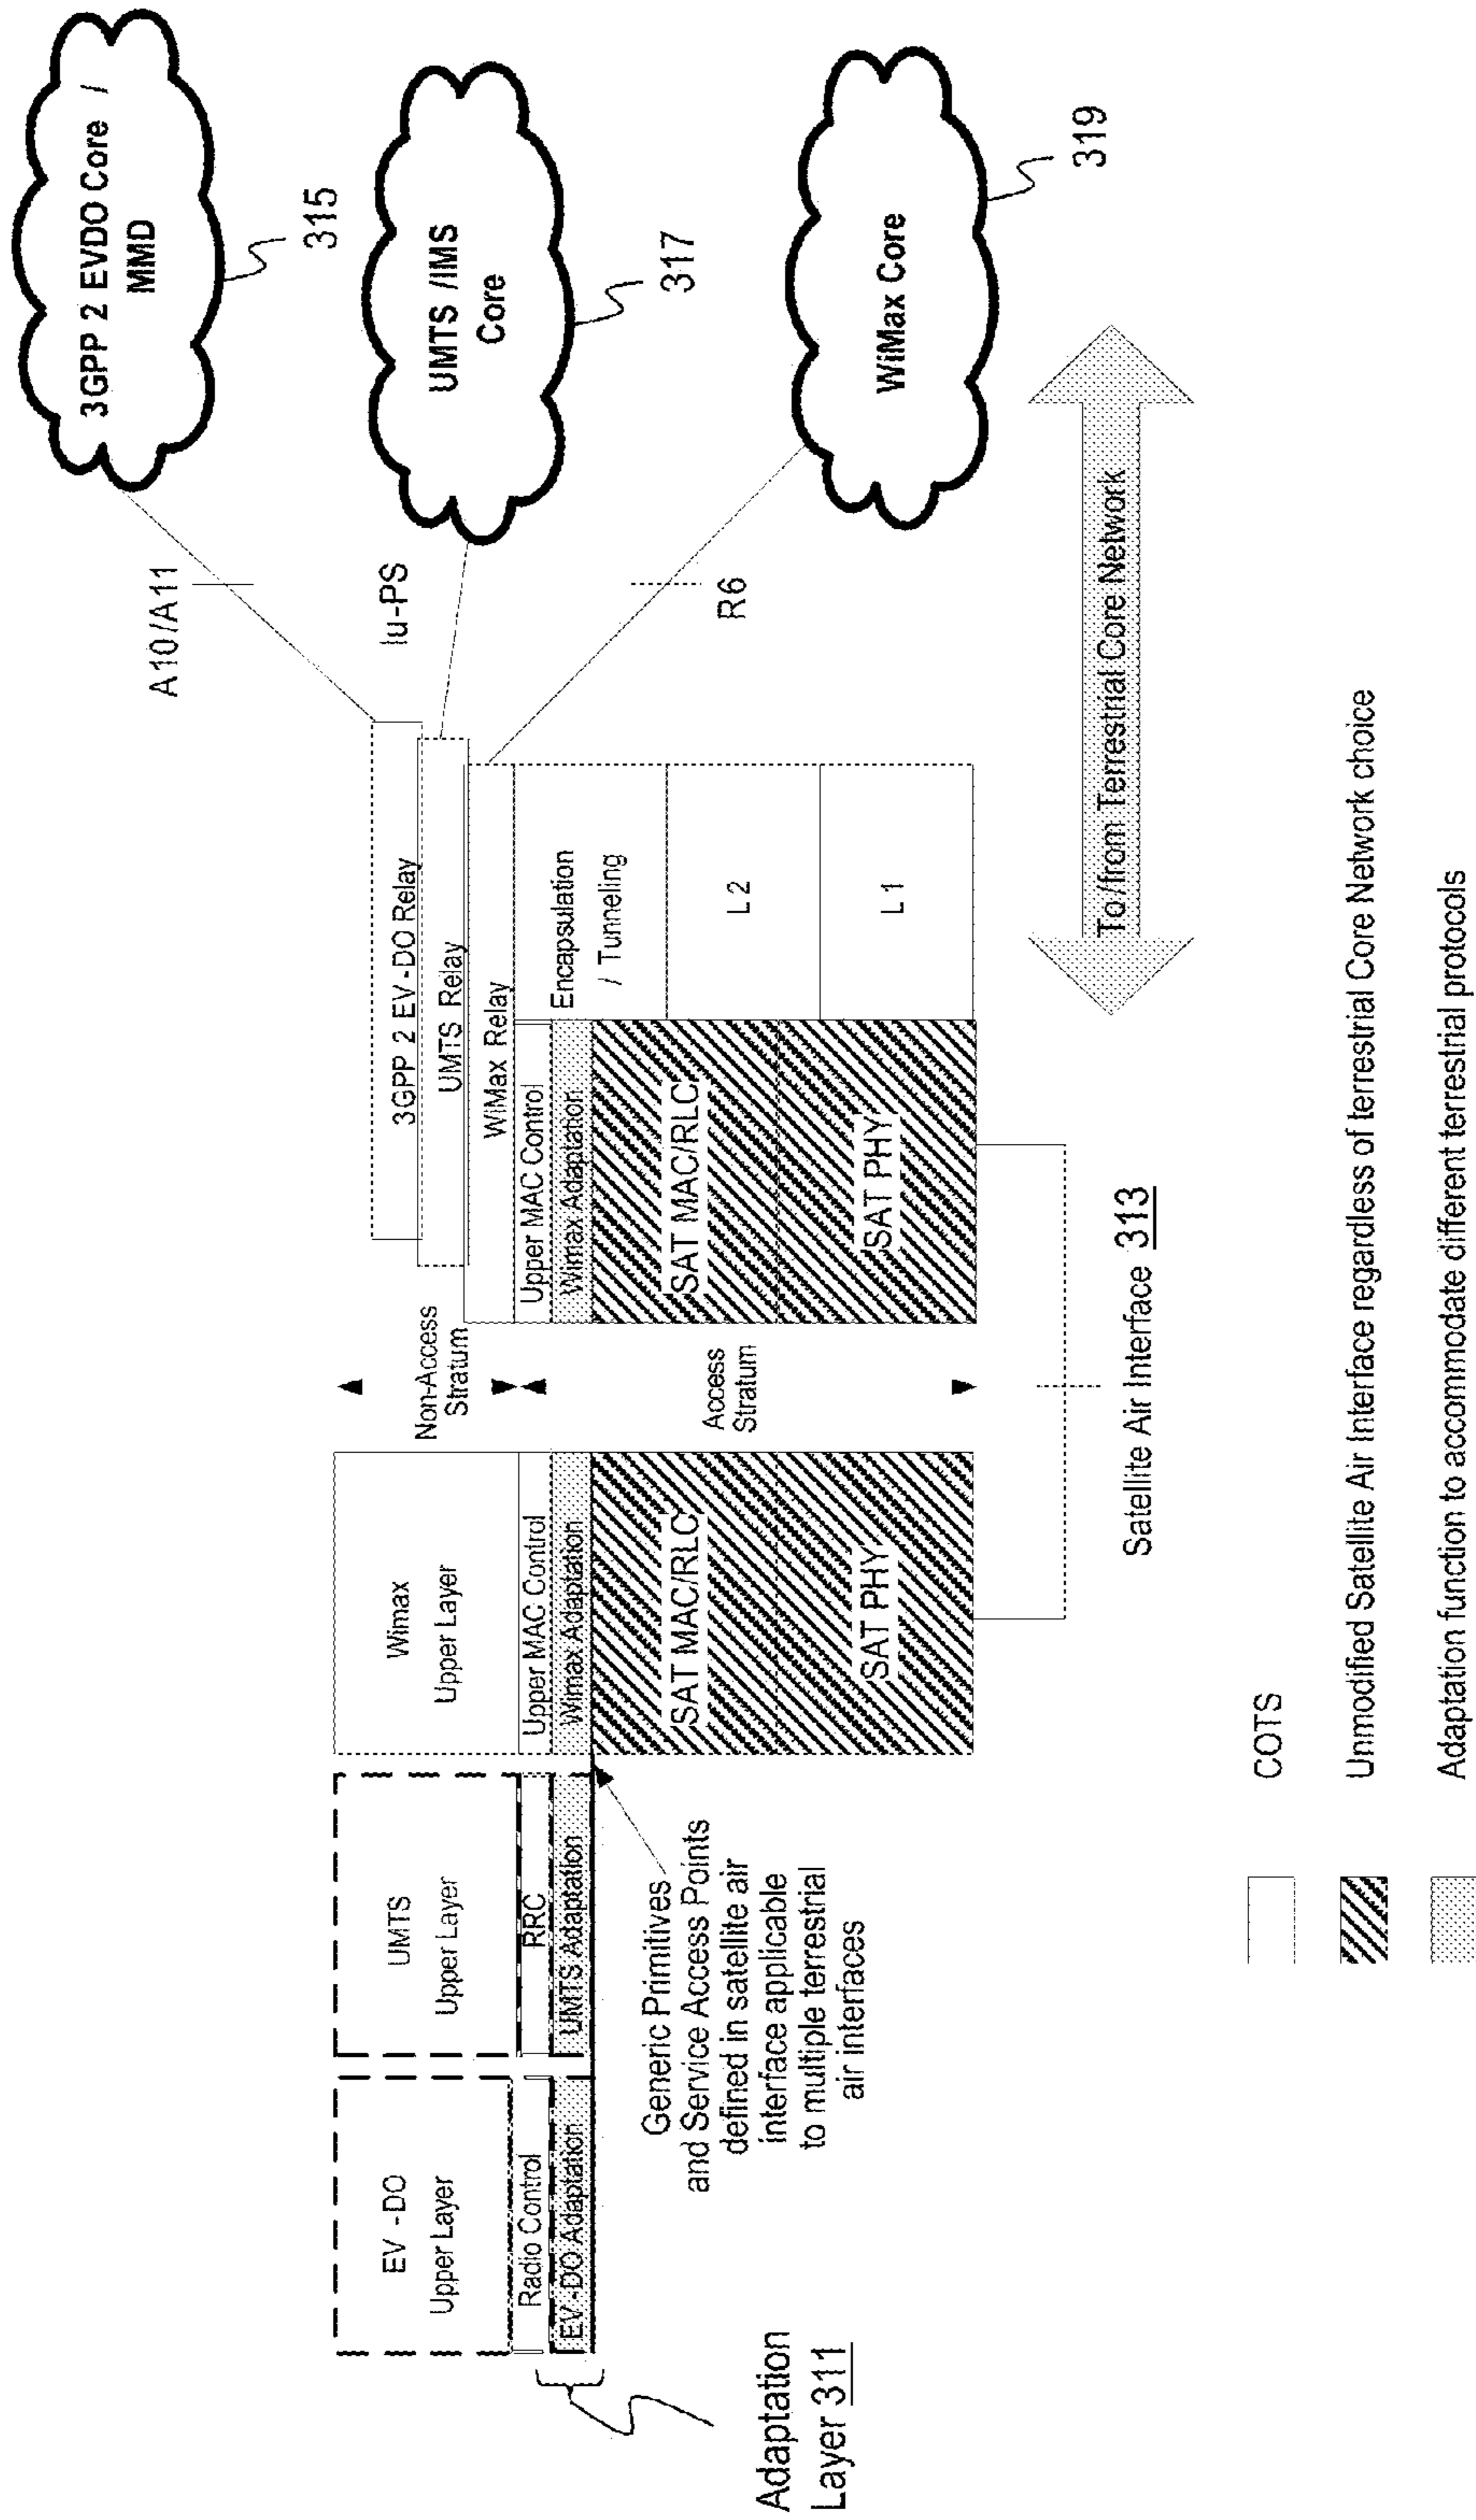 EV -DO
Upper Layer
Radio Control
EV -DO Adaptation
UMTS
Upper Layer
RRC
UMTS Adaptation
Wimax
Upper Layer
Upper MAC Control
Wimax Adaptation
SAT MAC/RLC
SAT PHY
Adaptation
Layer 311
Generic Primitives
and Service Access Points
defined in satellite air
interface applicable
to multiple terrestrial
air interfaces
Non-Access
Stratum
Access
Stratum
3GPP 2 EV -DO Relay
UMTS Relay
WiMax Relay
Upper MAC Control
Wimax Adaptation
SAT MAC/RLC
SAT PHY
Encapsulation
/ Tunneling
L 2
L 1
Satellite Air Interface 313
A10/A11
Iu-PS
R6
3GPP 2 EVDO Core /
MMD
315
UMTS /IMS
Core
317
WiMax Core
319
To/from Terrestrial Core Network
COTS
Unmodified Satellite Air Interface regardless of terrestrial Core Network choice
Adaptation function to accommodate different terrestrial protocols